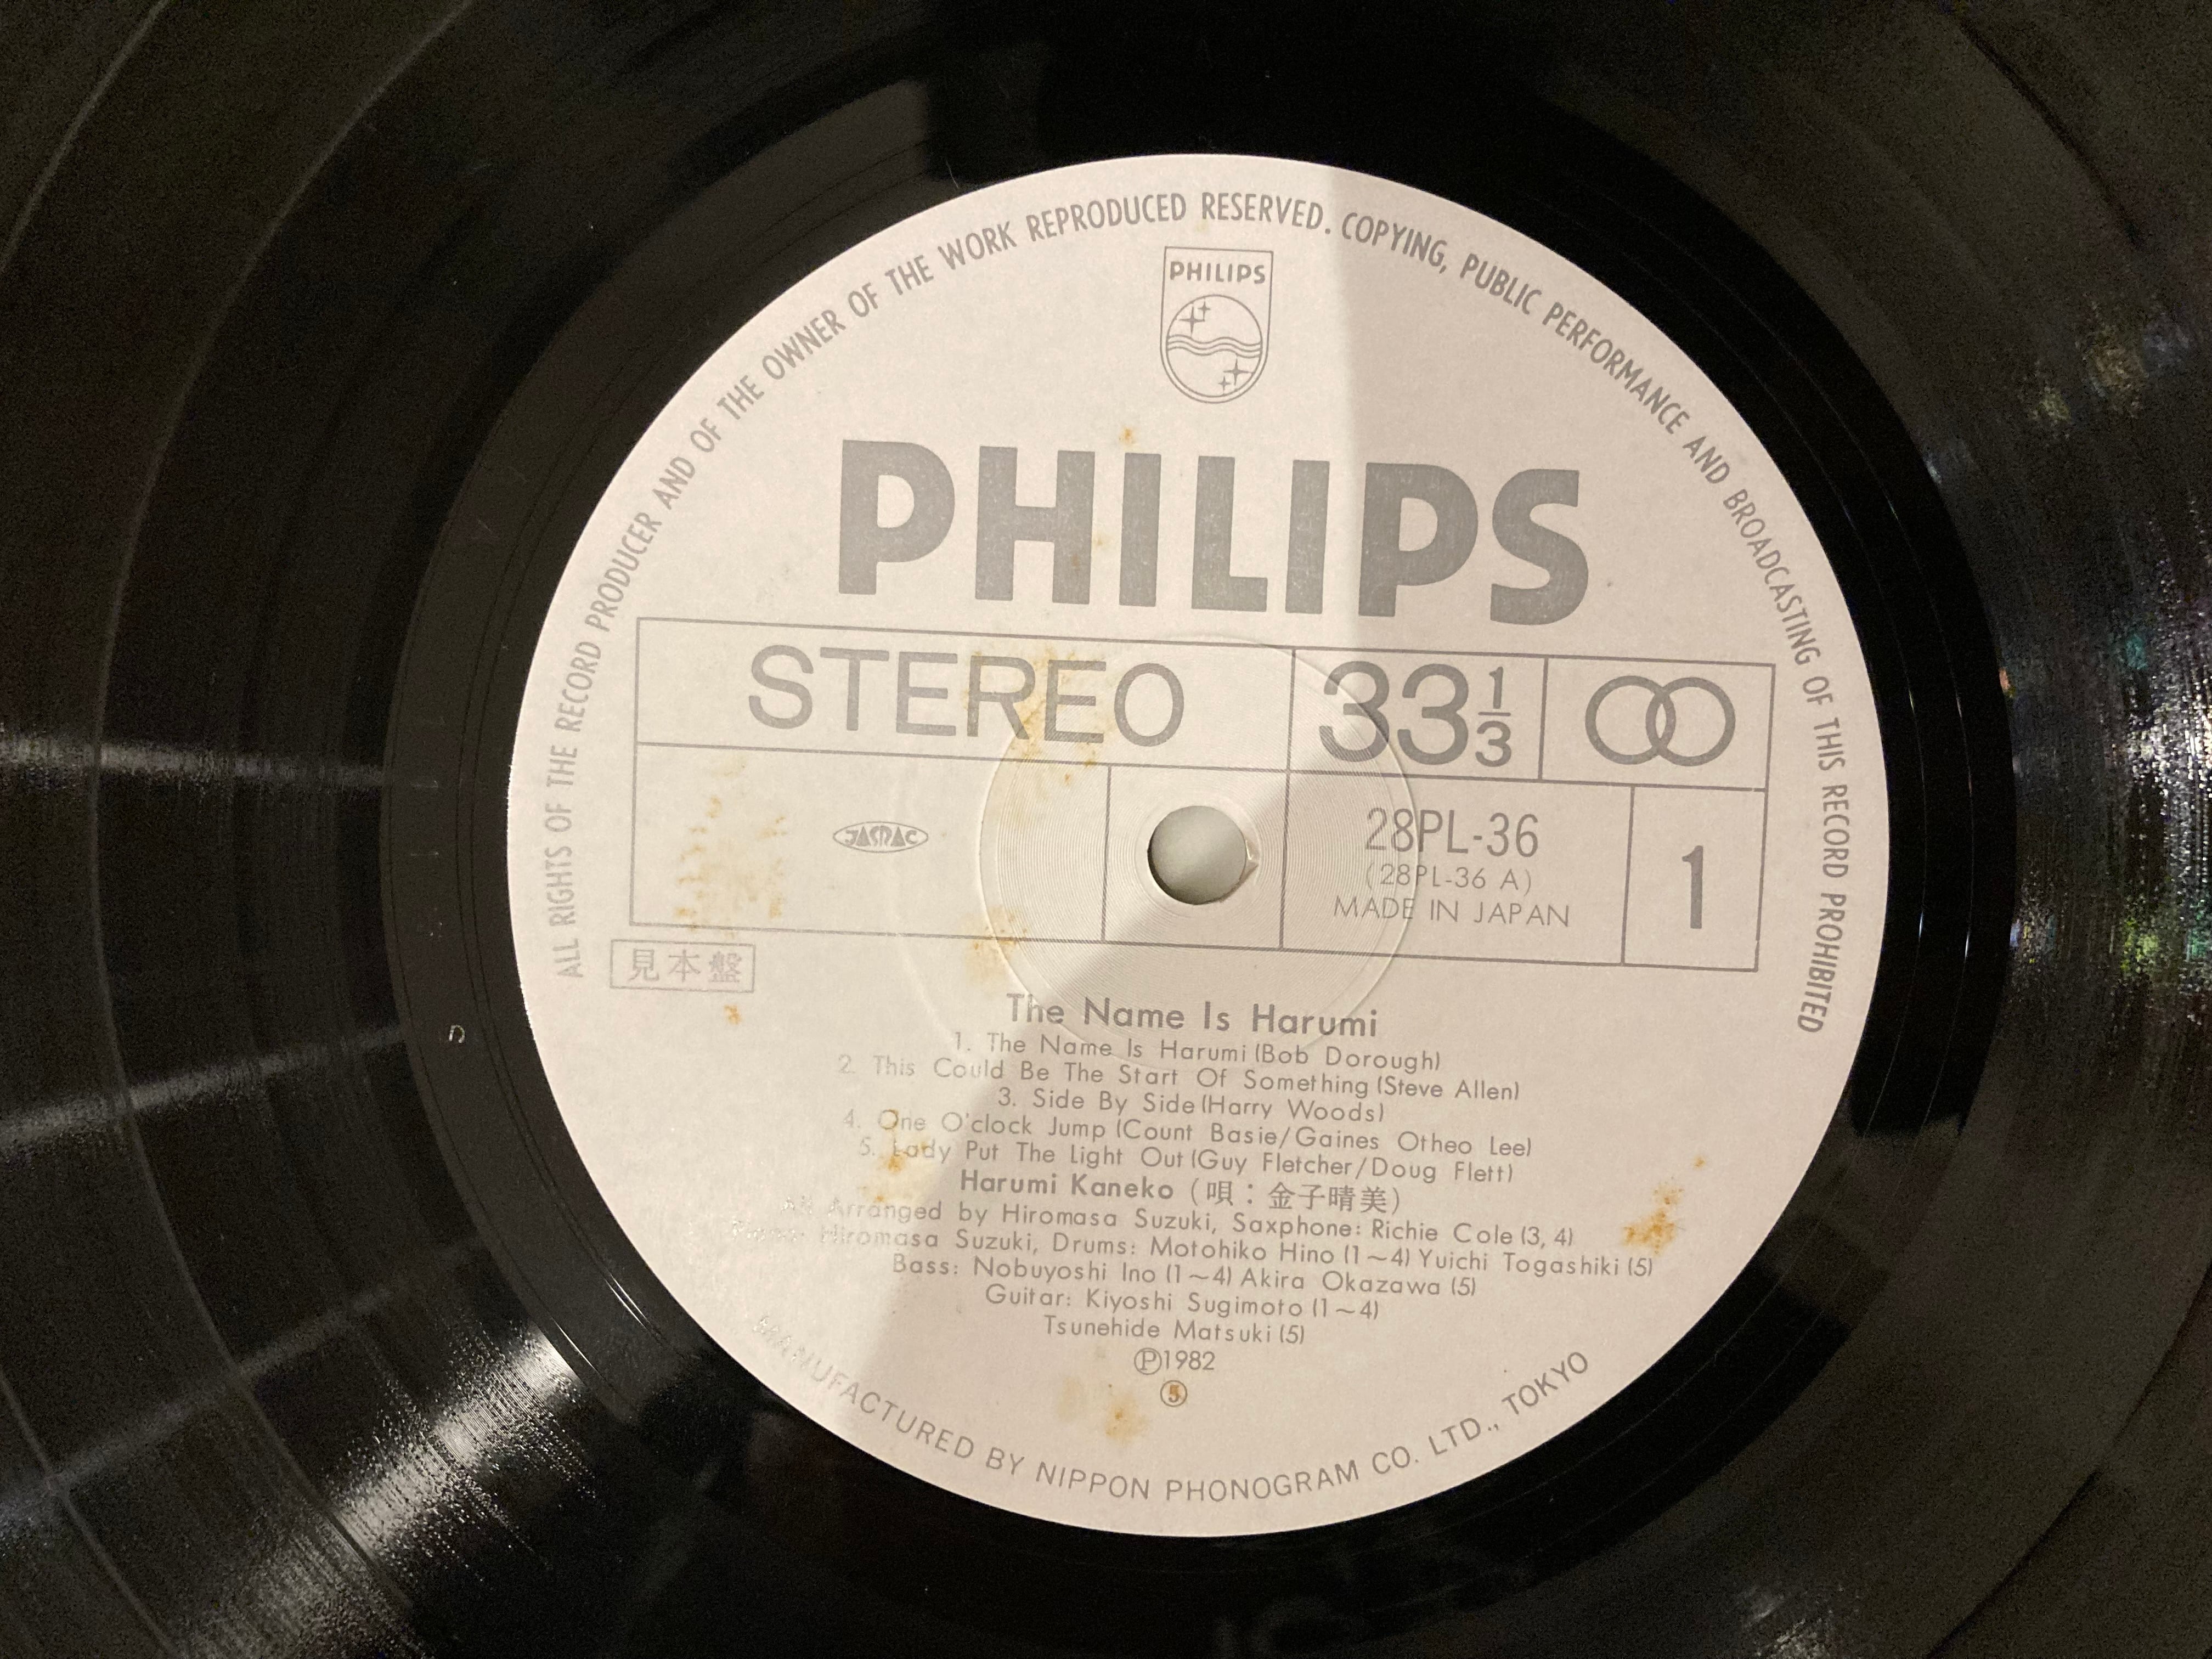 ALL RIGHTS OF THE RECORD PRODUCER AND OF THE OWNER OF THE WORK REPRODUCED RESERVED. COPYING, PUBLIC PERFORMANCE AND BROADCASTING OF THIS RECORD PROHIBITED
PHILIPS
PHILIPS
STEREO
33 1/3
JASRAC
28PL-36
(28PL-36 A)
MADE IN JAPAN
1
見本盤
The Name Is Harumi
1. The Name Is Harumi (Bob Dorough)
2. This Could Be The Start Of Something (Steve Allen)
3. Side By Side (Harry Woods)
4. One O'clock Jump (Count Basie/Gaines Otheo Lee)
5. Lady Put The Light Out (Guy Fletcher/Doug Flett)
Harumi Kaneko (唄:金子晴美)
All Arranged by Hiromasa Suzuki, Saxphone: Richie Cole (3, 4)
Piano: Hiromasa Suzuki, Drums: Motohiko Hino (1~4) Yuichi Togashiki (5)
Bass: Nobuyoshi Ino (1~4) Akira Okazawa (5)
Guitar: Kiyoshi Sugimoto (1~4)
Tsunehide Matsuki (5)
Ⓟ1982
⑤
MANUFACTURED BY NIPPON PHONOGRAM CO. LTD., TOKYO